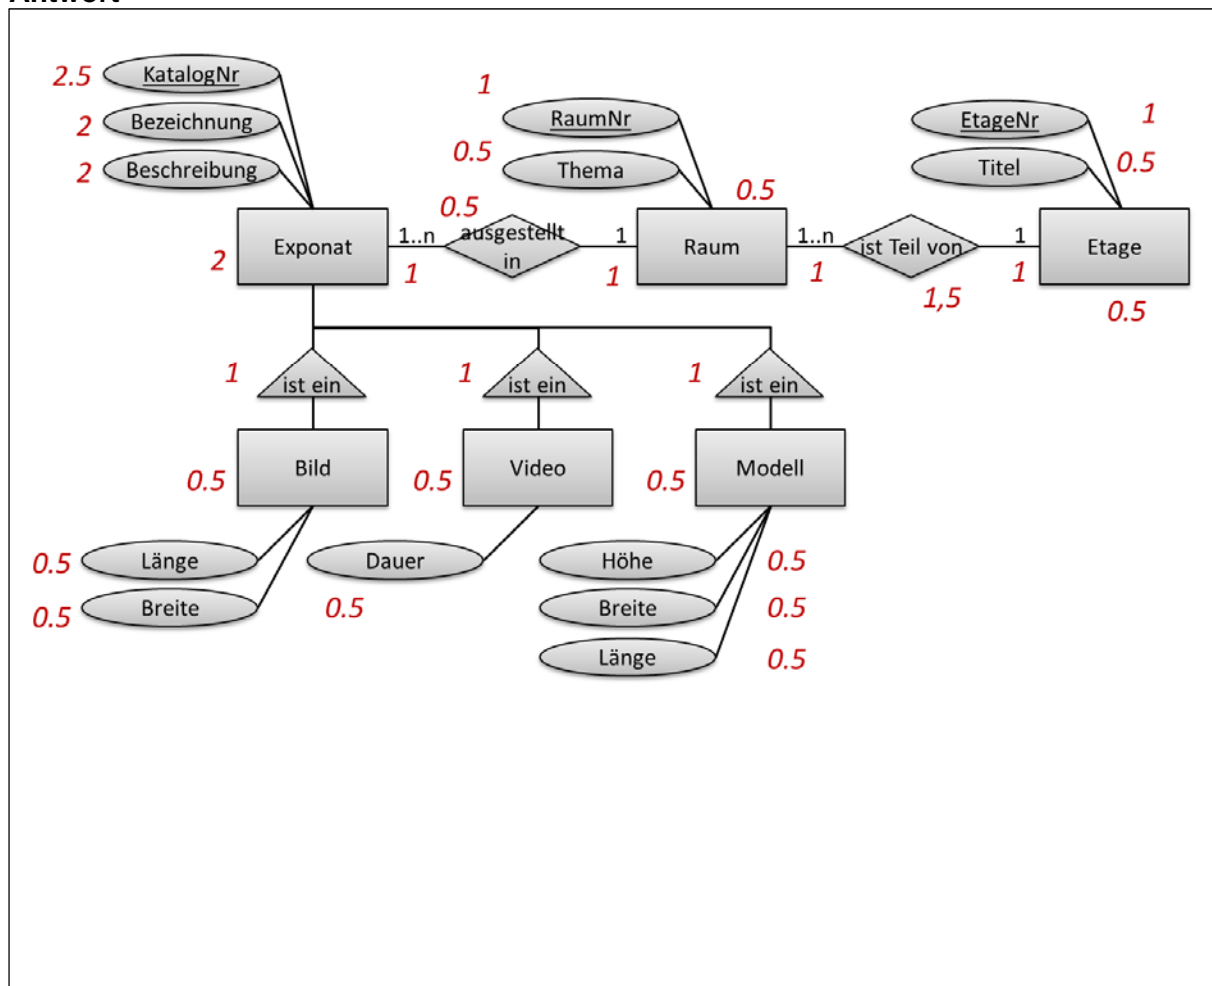 Antwort
2.5 KatalogNr
1
RaumNr
EtageNr 1
2 Bezeichnung
0.5
Thema
Titel 0.5
2 Beschreibung
0.5
0.5
2 Exponat 1..n ausgestellt in 1 Raum 1..n ist Teil von 1 Etage
1 1 1 1,5 1 0.5
1 ist ein 1 ist ein 1 ist ein
0.5 Bild 0.5 Video 0.5 Modell
0.5 Länge Dauer Höhe 0.5
0.5 Breite 0.5 Breite 0.5
Länge 0.5